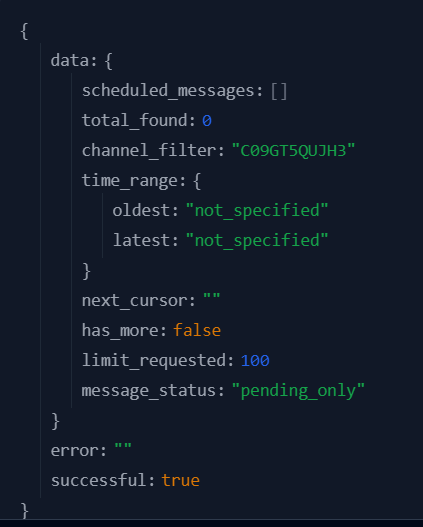 {
data: {
scheduled_messages: []
total_found: 0
channel_filter: "C09GT5QUJH3"
time_range: {
oldest: "not_specified"
latest: "not_specified"
}
next_cursor: ""
has_more: false
limit_requested: 100
message_status: "pending_only"
}
error: ""
successful: true
}